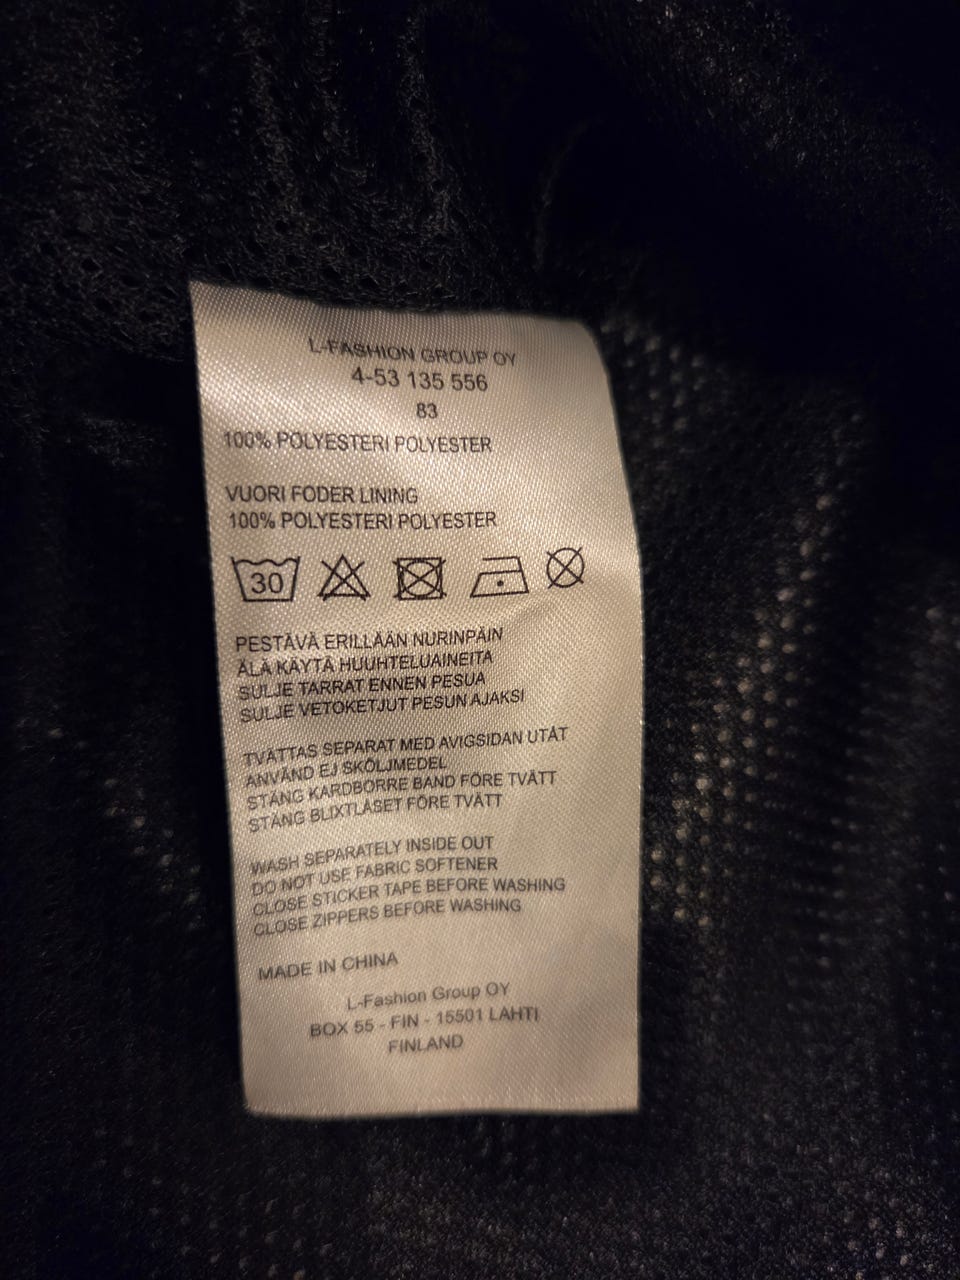 L-FASHION GROUP OY
4-53 135 556
83
100% POLYESTERI POLYESTER
VUORI FODER LINING
100% POLYESTERI POLYESTER
30
PESTÄVÄ ERILLÄÄN NURINPÄIN
ÄLÄ KÄYTÄ HUUHTELUAINEITA
SULJE TARRAT ENNEN PESUA
SULJE VETOKETJUT PESUN AJAKSI
TVÄTTAS SEPARAT MED AVIGSIDAN UTÅT
ANVÄND EJ SKÖLJMEDEL
STÄNG KARDBORRE BAND FÖRE TVÄTT
STÄNG BLIXTLÅSET FÖRE TVÄTT
WASH SEPARATELY INSIDE OUT
DO NOT USE FABRIC SOFTENER
CLOSE STICKER TAPE BEFORE WASHING
CLOSE ZIPPERS BEFORE WASHING
MADE IN CHINA
L-Fashion Group OY
BOX 55 - FIN - 15501 LAHTI
FINLAND